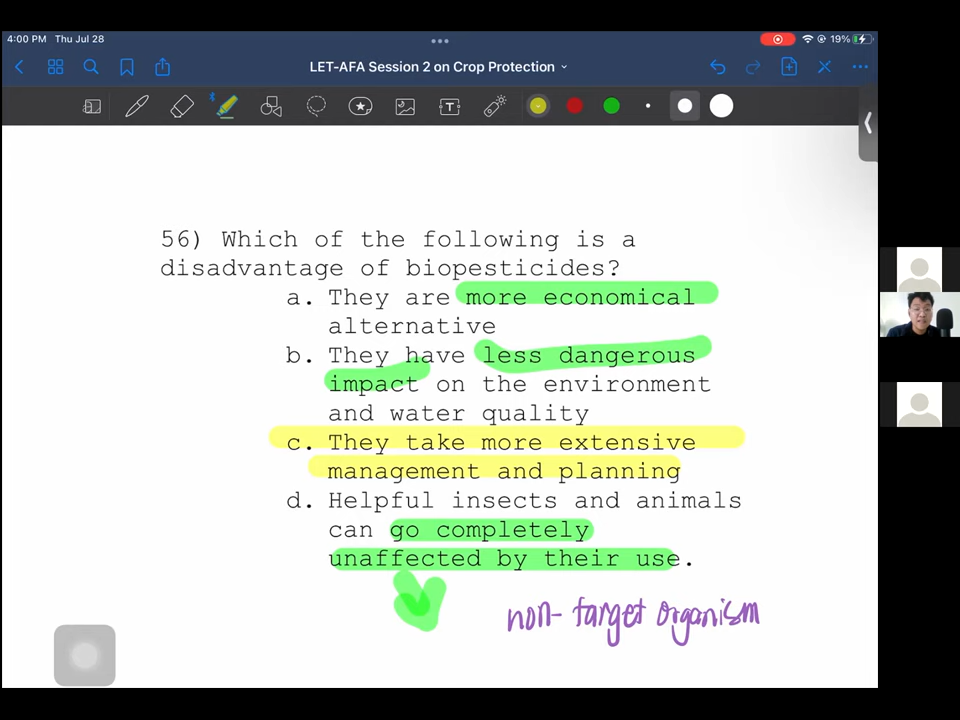 4:00 PM Thu Jul 28
19%
LET-AFA Session 2 on Crop Protection
56) Which of the following is a
disadvantage of biopesticides?
a. They are more economical
alternative
b. They have less dangerous
impact on the environment
and water quality
c. They take more extensive
management and planning
d. Helpful insects and animals
can go completely
unaffected by their use.
non-target organism